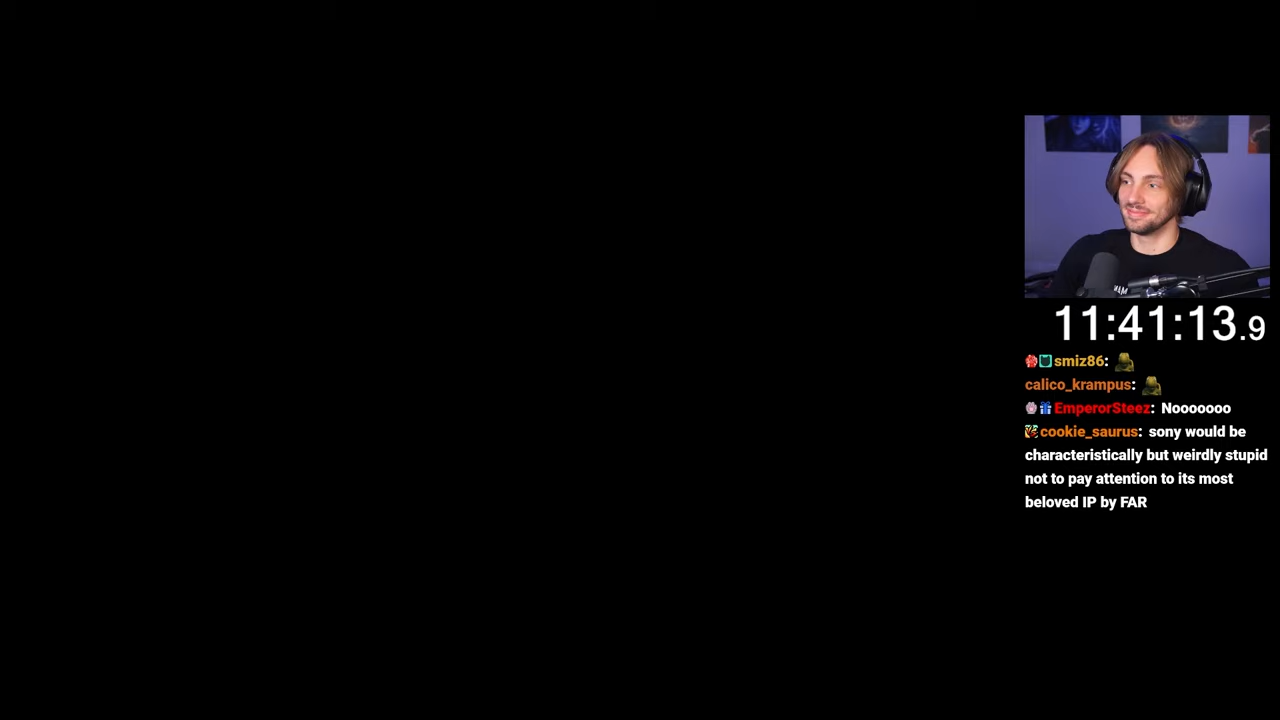 11:41:13.9
smiz86:
calico_krampus:
EmperorSteez: Nooooooo
cookie_saurus: sony would be
characteristically but weirdly stupid
not to pay attention to its most
beloved IP by FAR